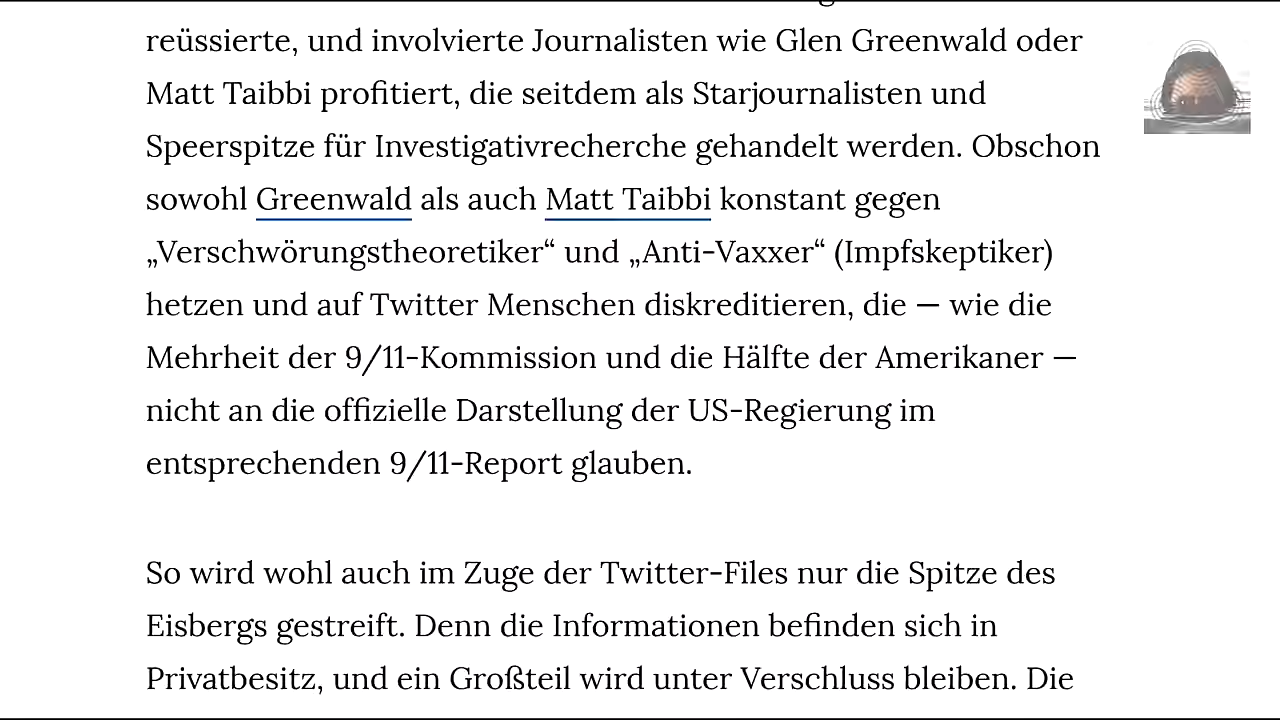 reüssierte, und involvierte Journalisten wie Glen Greenwald oder
Matt Taibbi profitiert, die seitdem als Starjournalisten und
Speerspitze für Investigativrecherche gehandelt werden. Obschon
sowohl Greenwald als auch Matt Taibbi konstant gegen
„Verschwörungstheoretiker“ und „Anti-Vaxxer“ (Impfskeptiker)
hetzen und auf Twitter Menschen diskreditieren, die — wie die
Mehrheit der 9/11-Kommission und die Hälfte der Amerikaner —
nicht an die offizielle Darstellung der US-Regierung im
entsprechenden 9/11-Report glauben.
So wird wohl auch im Zuge der Twitter-Files nur die Spitze des
Eisbergs gestreift. Denn die Informationen befinden sich in
Privatbesitz, und ein Großteil wird unter Verschluss bleiben. Die